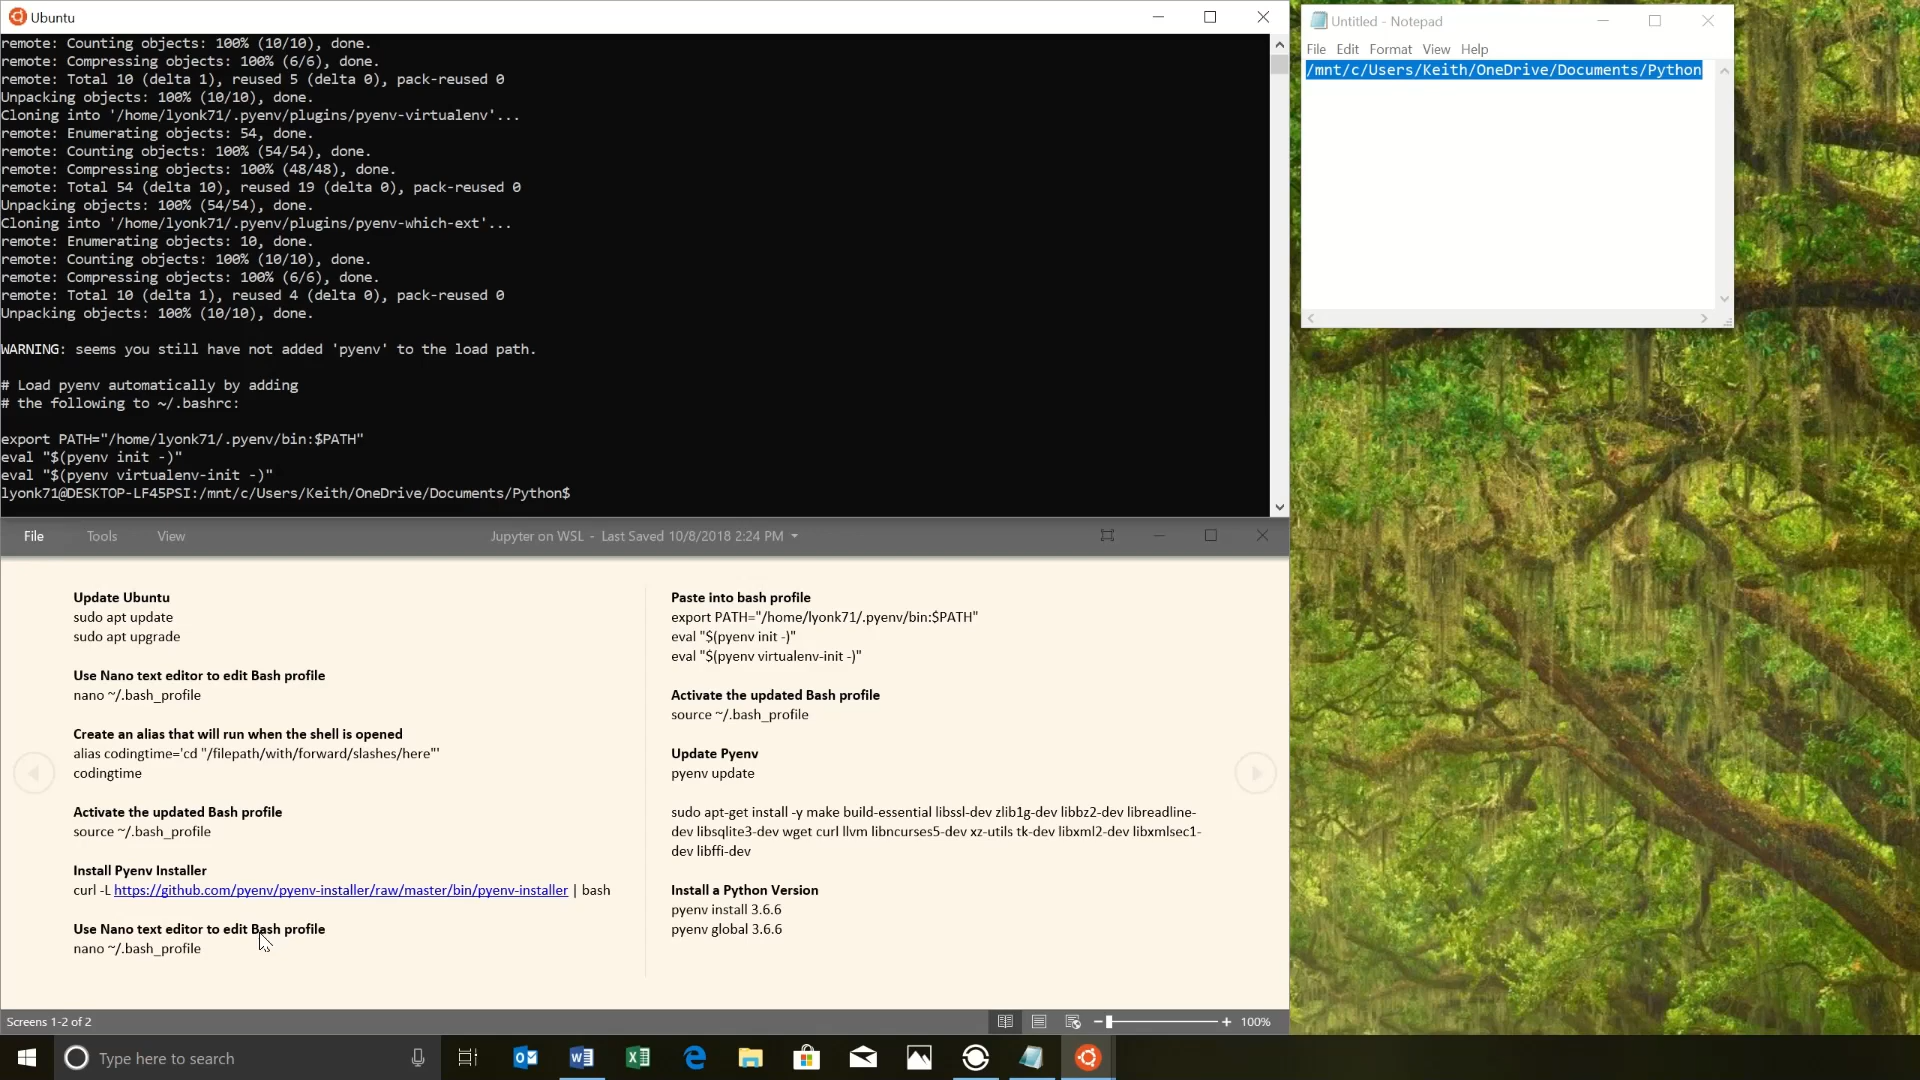 Ubuntu
remote: Counting objects: 100% (10/10), done.
remote: Compressing objects: 100% (6/6), done.
remote: Total 10 (delta 1), reused 5 (delta 0), pack-reused 0
Unpacking objects: 100% (10/10), done.
Cloning into '/home/lyonk71/.pyenv/plugins/pyenv-virtualenv'...
remote: Enumerating objects: 54, done.
remote: Counting objects: 100% (54/54), done.
remote: Compressing objects: 100% (48/48), done.
remote: Total 54 (delta 10), reused 19 (delta 0), pack-reused 0
Unpacking objects: 100% (54/54), done.
Cloning into '/home/lyonk71/.pyenv/plugins/pyenv-which-ext'...
remote: Enumerating objects: 10, done.
remote: Counting objects: 100% (10/10), done.
remote: Compressing objects: 100% (6/6), done.
remote: Total 10 (delta 1), reused 4 (delta 0), pack-reused 0
Unpacking objects: 100% (10/10), done.
WARNING: seems you still have not added 'pyenv' to the load path.
# Load pyenv automatically by adding
# the following to ~/.bashrc:
export PATH="/home/lyonk71/.pyenv/bin:$PATH"
eval "$(pyenv init -)"
eval "$(pyenv virtualenv-init -)"
lyonk71@DESKTOP-LF45PSI:/mnt/c/Users/Keith/OneDrive/Documents/Python$
Untitled - Notepad
File Edit Format View Help
/mnt/c/Users/Keith/OneDrive/Documents/Python
File Tools View Jupyter on WSL - Last Saved 10/8/2018 2:24 PM
Update Ubuntu
sudo apt update
sudo apt upgrade
Use Nano text editor to edit Bash profile
nano ~/.bash_profile
Create an alias that will run when the shell is opened
alias codingtime='cd "/filepath/with/forward/slashes/here"'
codingtime
Activate the updated Bash profile
source ~/.bash_profile
Install Pyenv Installer
curl -L https://github.com/pyenv/pyenv-installer/raw/master/bin/pyenv-installer | bash
Use Nano text editor to edit Bash profile
nano ~/.bash_profile
Paste into bash profile
export PATH="/home/lyonk71/.pyenv/bin:$PATH"
eval "$(pyenv init -)"
eval "$(pyenv virtualenv-init -)"
Activate the updated Bash profile
source ~/.bash_profile
Update Pyenv
pyenv update
sudo apt-get install -y make build-essential libssl-dev zlib1g-dev libbz2-dev libreadline-
dev libsqlite3-dev wget curl llvm libncurses5-dev xz-utils tk-dev libxml2-dev libxmlsec1-
dev libffi-dev
Install a Python Version
pyenv install 3.6.6
pyenv global 3.6.6
Screens 1-2 of 2
100%
Type here to search